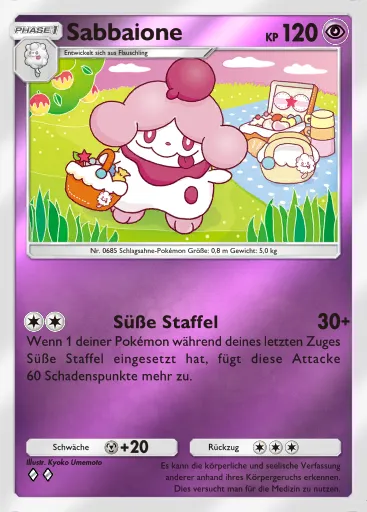 PHASE 1
Sabbaione
KP 120
Entwickelt sich aus Flauschling
Nr. 0685 Schlagsahne-Pokémon Größe: 0,8 m Gewicht: 5,0 kg
Süße Staffel 30+
Wenn 1 deiner Pokémon während deines letzten Zuges
Süße Staffel eingesetzt hat, fügt diese Attacke
60 Schadenspunkte mehr zu.
Schwäche +20
Rückzug
Illustr. Kyoko Umemoto
Es kann die körperliche und seelische Verfassung
anderer anhand ihres Körpergeruchs erkennen.
Dies versucht man für die Medizin zu nutzen.